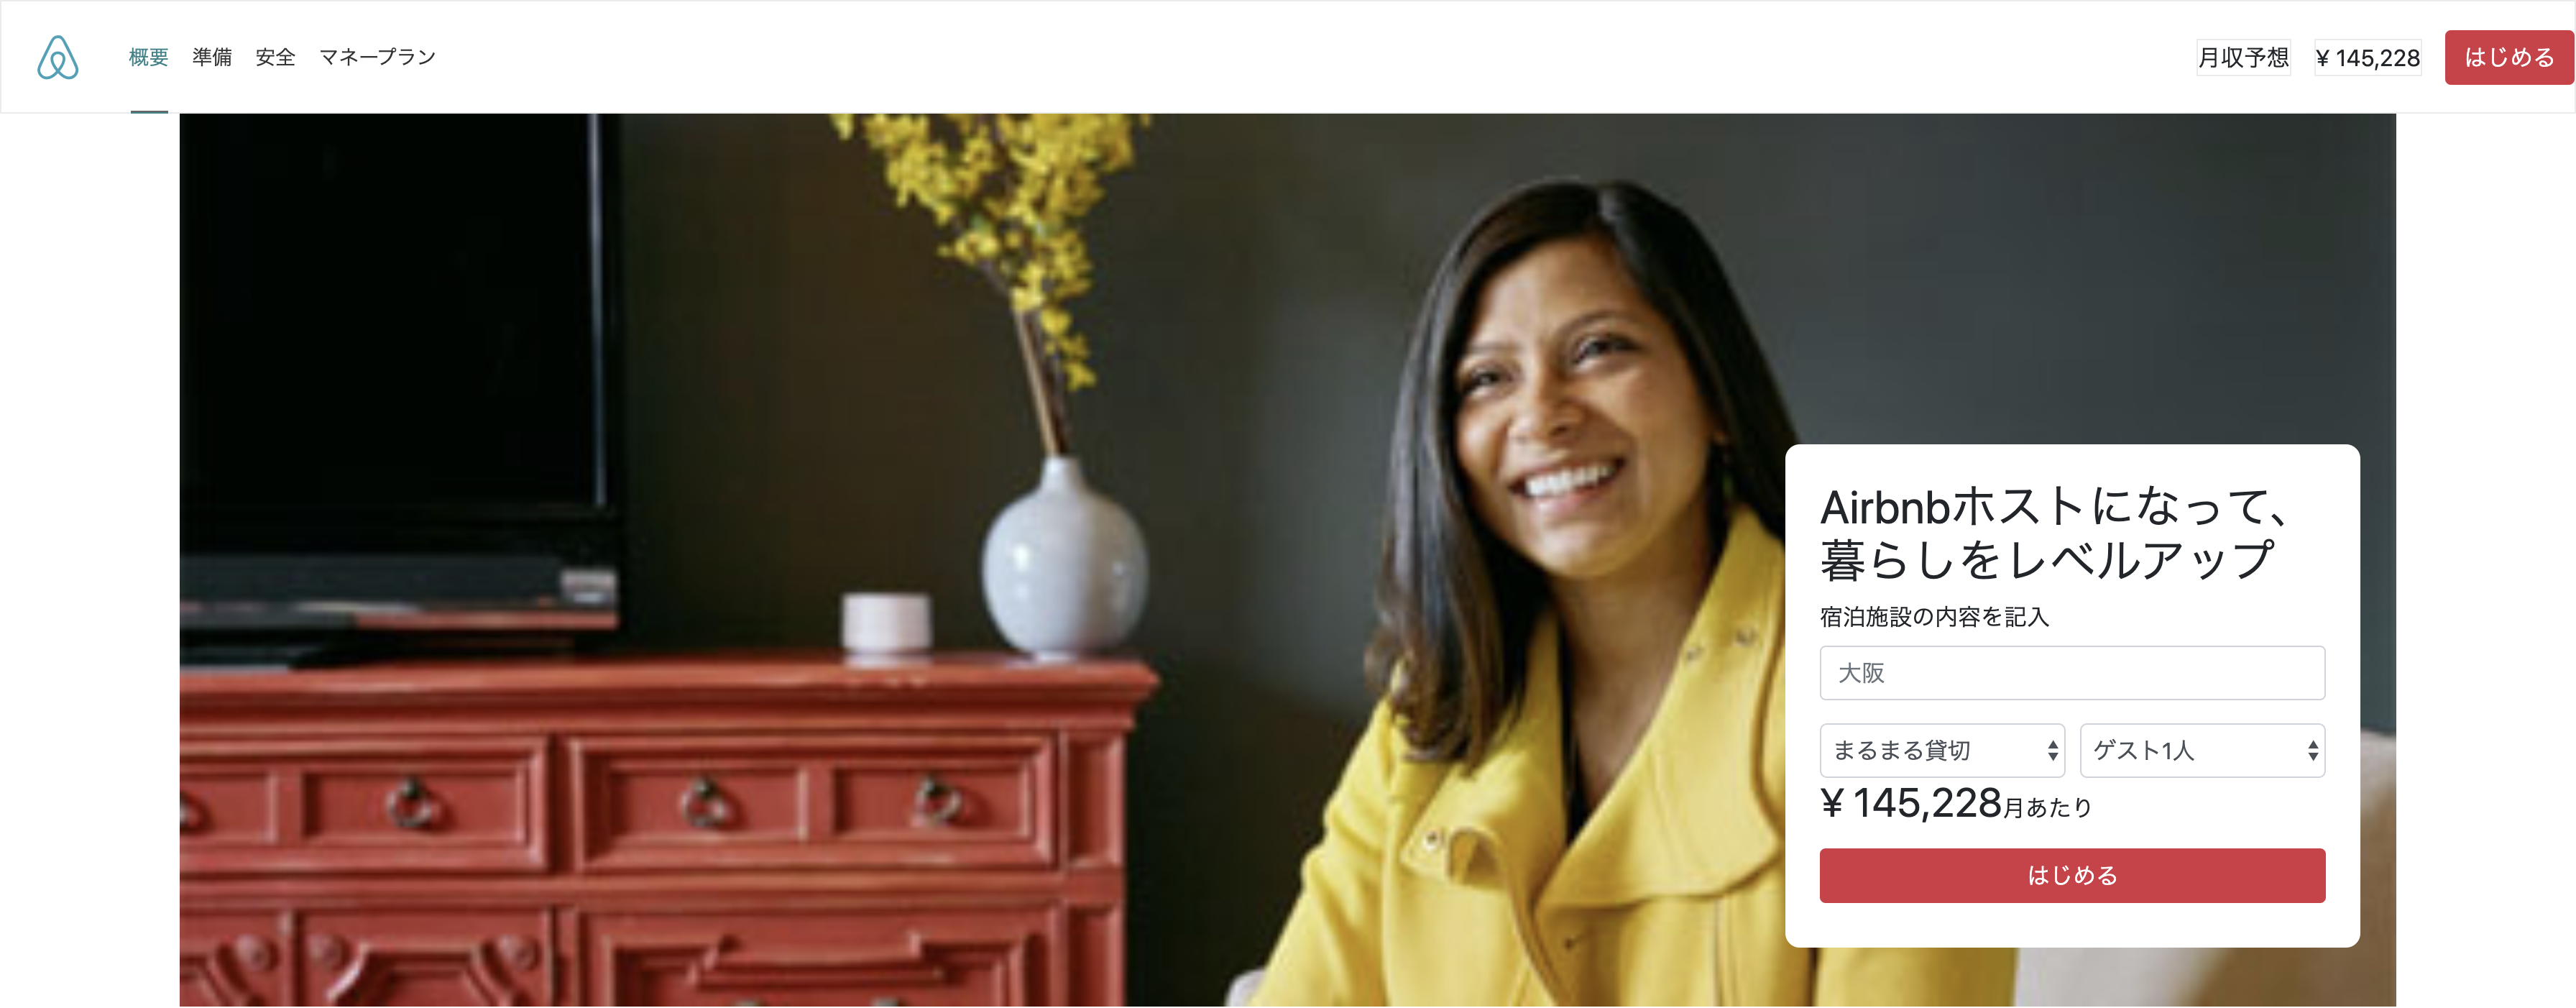 概要 準備 安全 マネープラン 月収予想 ¥ 145,228 はじめる
Airbnbホストになって、
暮らしをレベルアップ
宿泊施設の内容を記入
大阪
まるまる貸切 ゲスト1人
¥ 145,228月あたり
はじめる